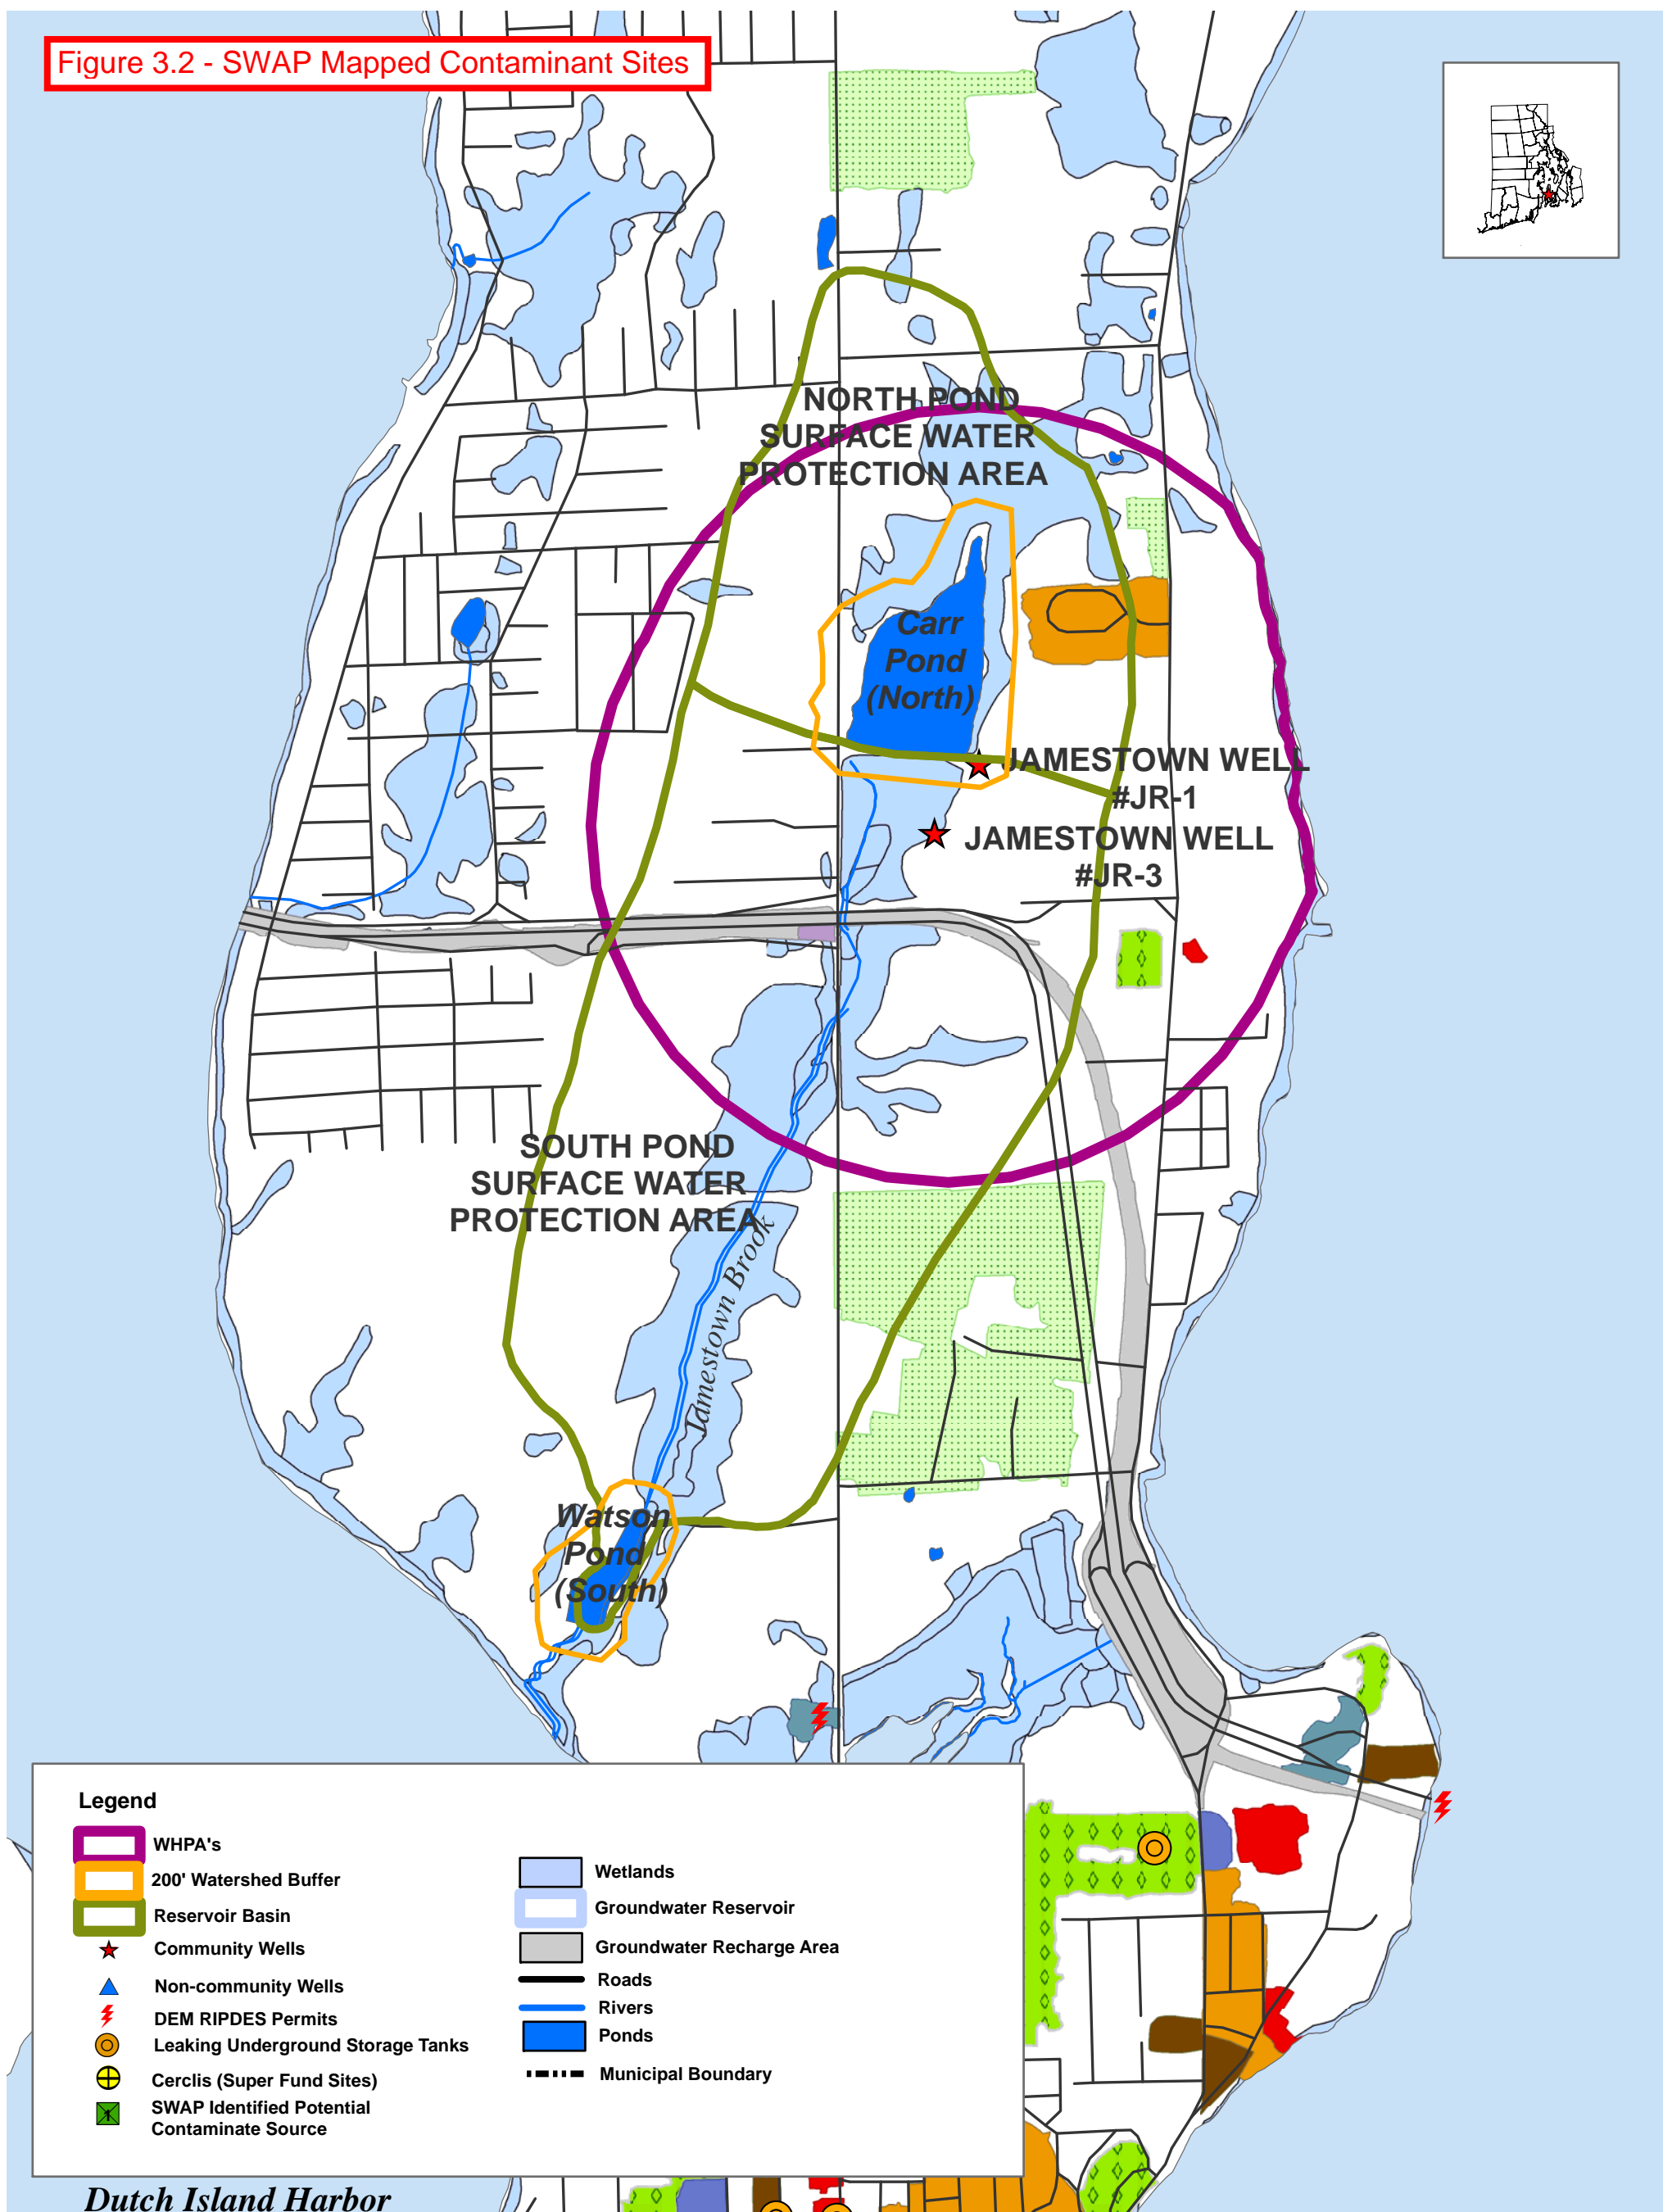 Figure 3.2 - SWAP Mapped Contaminant Sites
NORTH POND
SURFACE WATER
PROTECTION AREA
Carr
Pond
(North)
JAMESTOWN WELL
#JR-1
JAMESTOWN WELL
#JR-3
SOUTH POND
SURFACE WATER
PROTECTION AREA
Jamestown Brook
Watson
Pond
(South)
Legend
WHPA's
200' Watershed Buffer
Reservoir Basin
Community Wells
Non-community Wells
DEM RIPDES Permits
Leaking Underground Storage Tanks
Cerclis (Super Fund Sites)
SWAP Identified Potential
Contaminate Source
Wetlands
Groundwater Reservoir
Groundwater Recharge Area
Roads
Rivers
Ponds
Municipal Boundary
Dutch Island Harbor